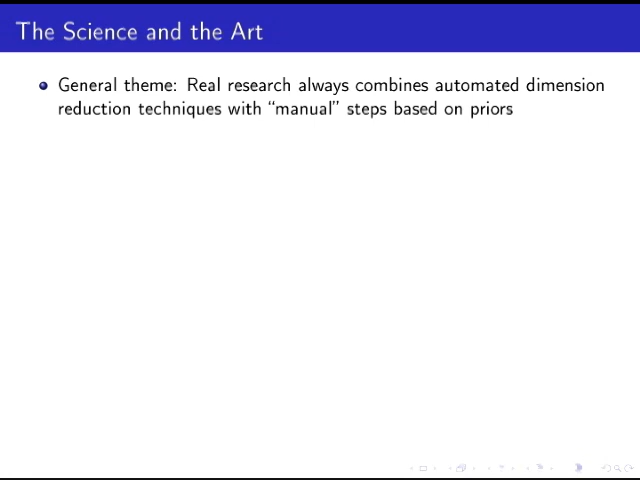 The Science and the Art
General theme: Real research always combines automated dimension
reduction techniques with “manual” steps based on priors